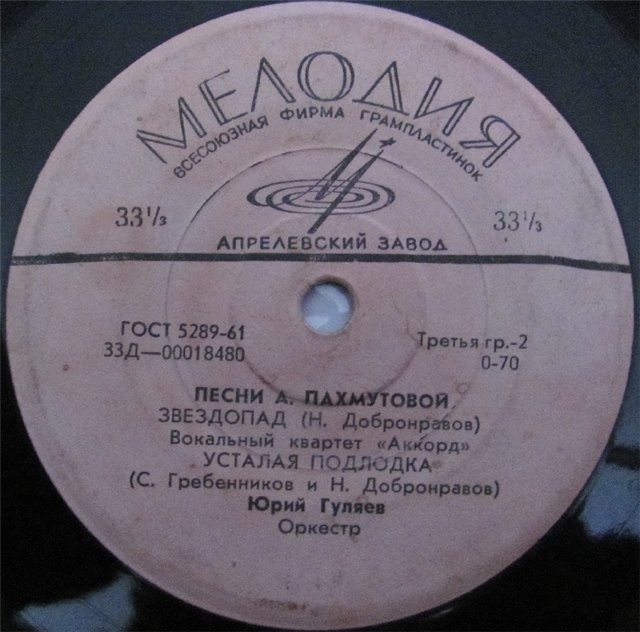 МЕЛОДИЯ
ВСЕСОЮЗНАЯ ФИРМА ГРАМПЛАСТИНОК
33⅓ 33⅓
АПРЕЛЕВСКИЙ ЗАВОД
ГОСТ 5289-61
33Д—00018480
Третья гр.-2
0-70
ПЕСНИ А. ПАХМУТОВОЙ
ЗВЕЗДОПАД (Н. Добронравов)
Вокальный квартет «Аккорд»
УСТАЛАЯ ПОДЛОДКА
(С. Гребенников и Н. Добронравов)
Юрий Гуляев
Оркестр